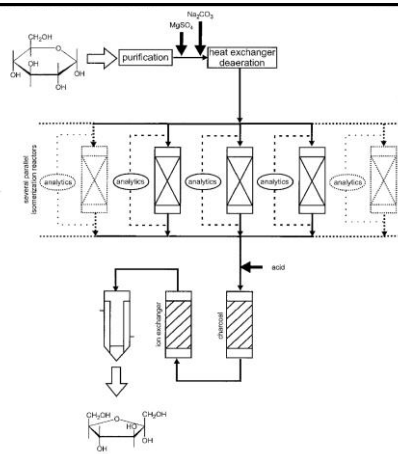 Na₂CO₃
MgSO₄
CH₂OH
OH
OH
OH
OH
purification
heat exchanger
deaeration
several parallel
isomerization reactors
analytics
analytics
analytics
analytics
analytics
acid
ion exchanger
charcoal
CH₂OH
O
CH₂OH
HO
OH
OH